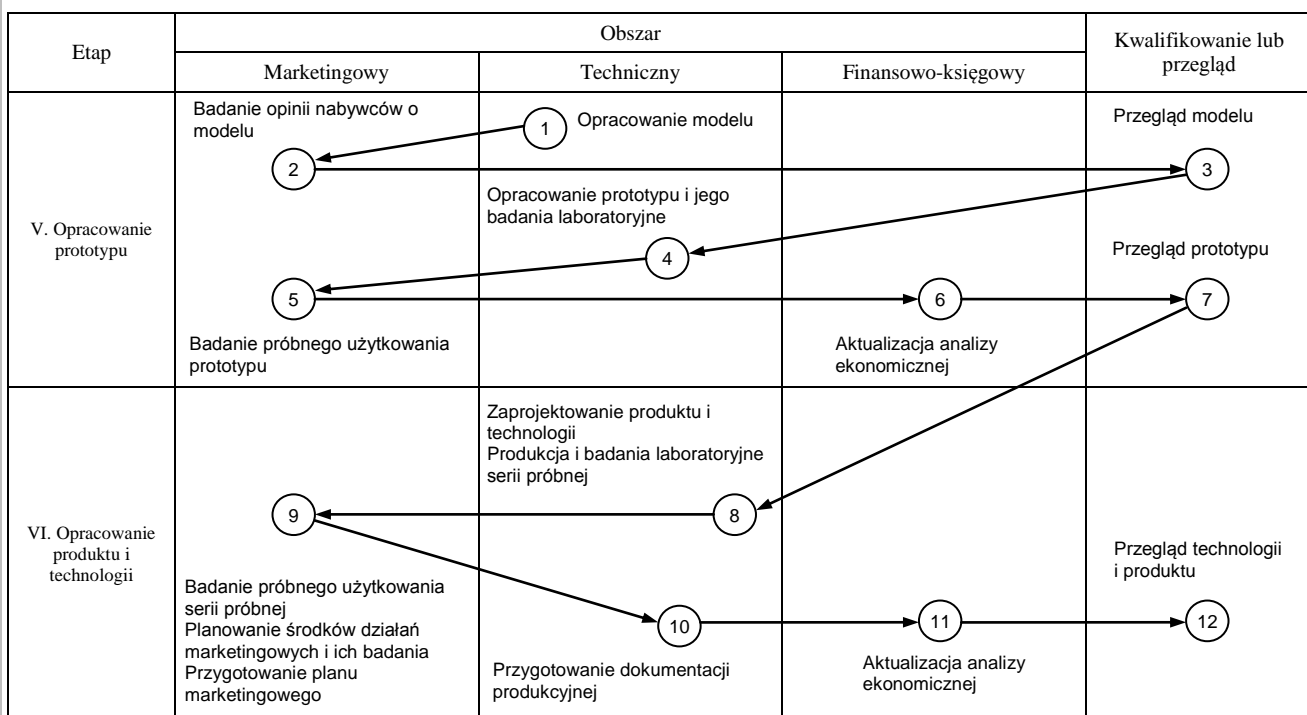 Etap
Obszar
Kwalifikowanie lub
przegląd
Marketingowy
Techniczny
Finansowo-księgowy
V. Opracowanie
prototypu
Badanie opinii nabywców o
modelu
1
Opracowanie modelu
Przegląd modelu
2
3
Opracowanie prototypu i jego
badania laboratoryjne
4
Przegląd prototypu
5
6
7
Badanie próbnego użytkowania
prototypu
Aktualizacja analizy
ekonomicznej
VI. Opracowanie
produktu i
technologii
Zaprojektowanie produktu i
technologii
Produkcja i badania laboratoryjne
serii próbnej
9
8
Przegląd technologii
i produktu
Badanie próbnego użytkowania
serii próbnej
Planowanie środków działań
marketingowych i ich badania
Przygotowanie planu
marketingowego
10
11
12
Przygotowanie dokumentacji
produkcyjnej
Aktualizacja analizy
ekonomicznej